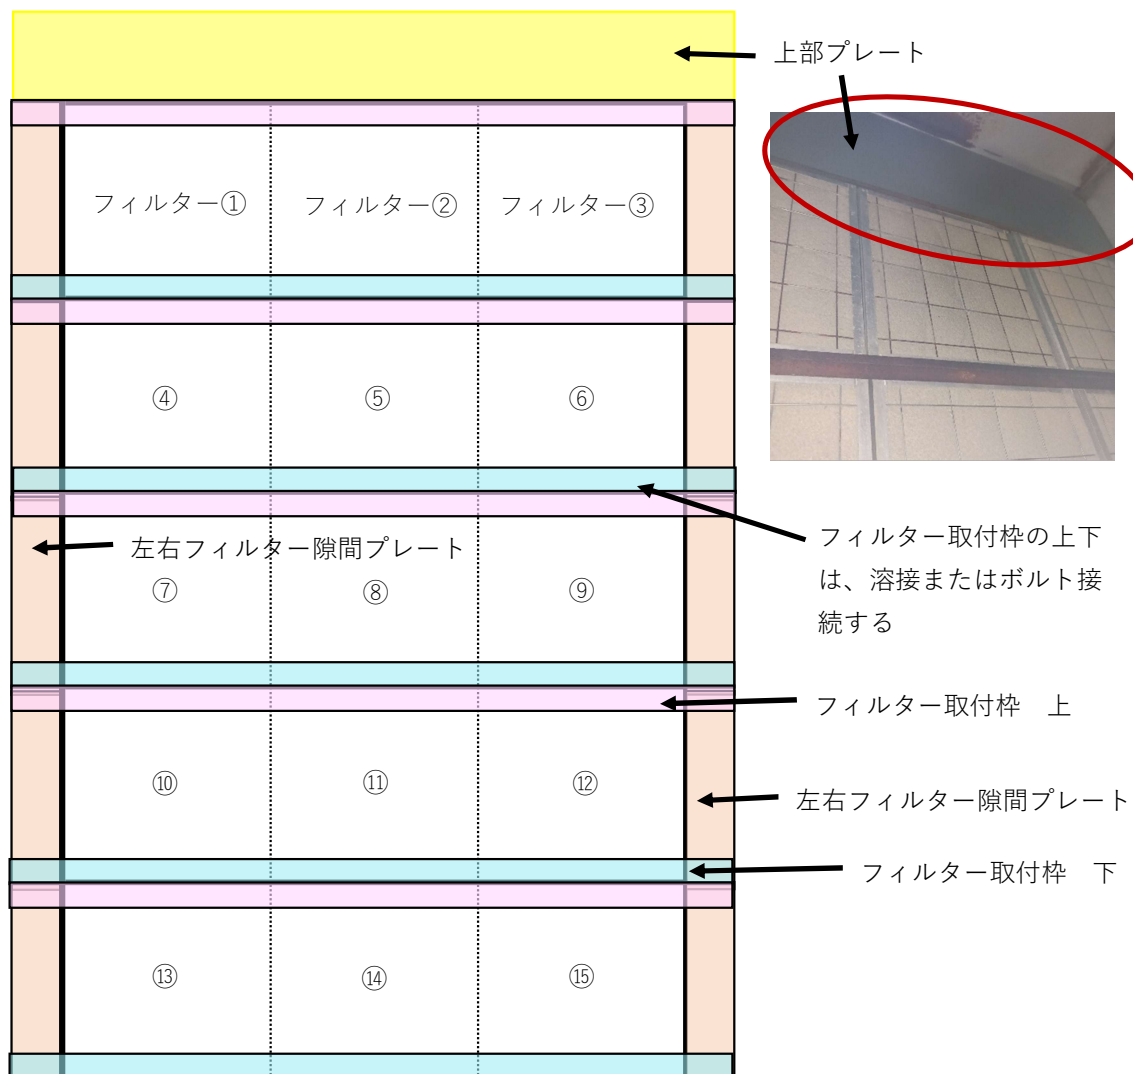 上部プレート
フィルター①
フィルター②
フィルター③
④
⑤
⑥
フィルター取付枠の上下
は、溶接またはボルト接
続する
左右フィルター隙間プレート
⑦
⑧
⑨
フィルター取付枠　上
⑩
⑪
⑫
左右フィルター隙間プレート
フィルター取付枠　下
⑬
⑭
⑮